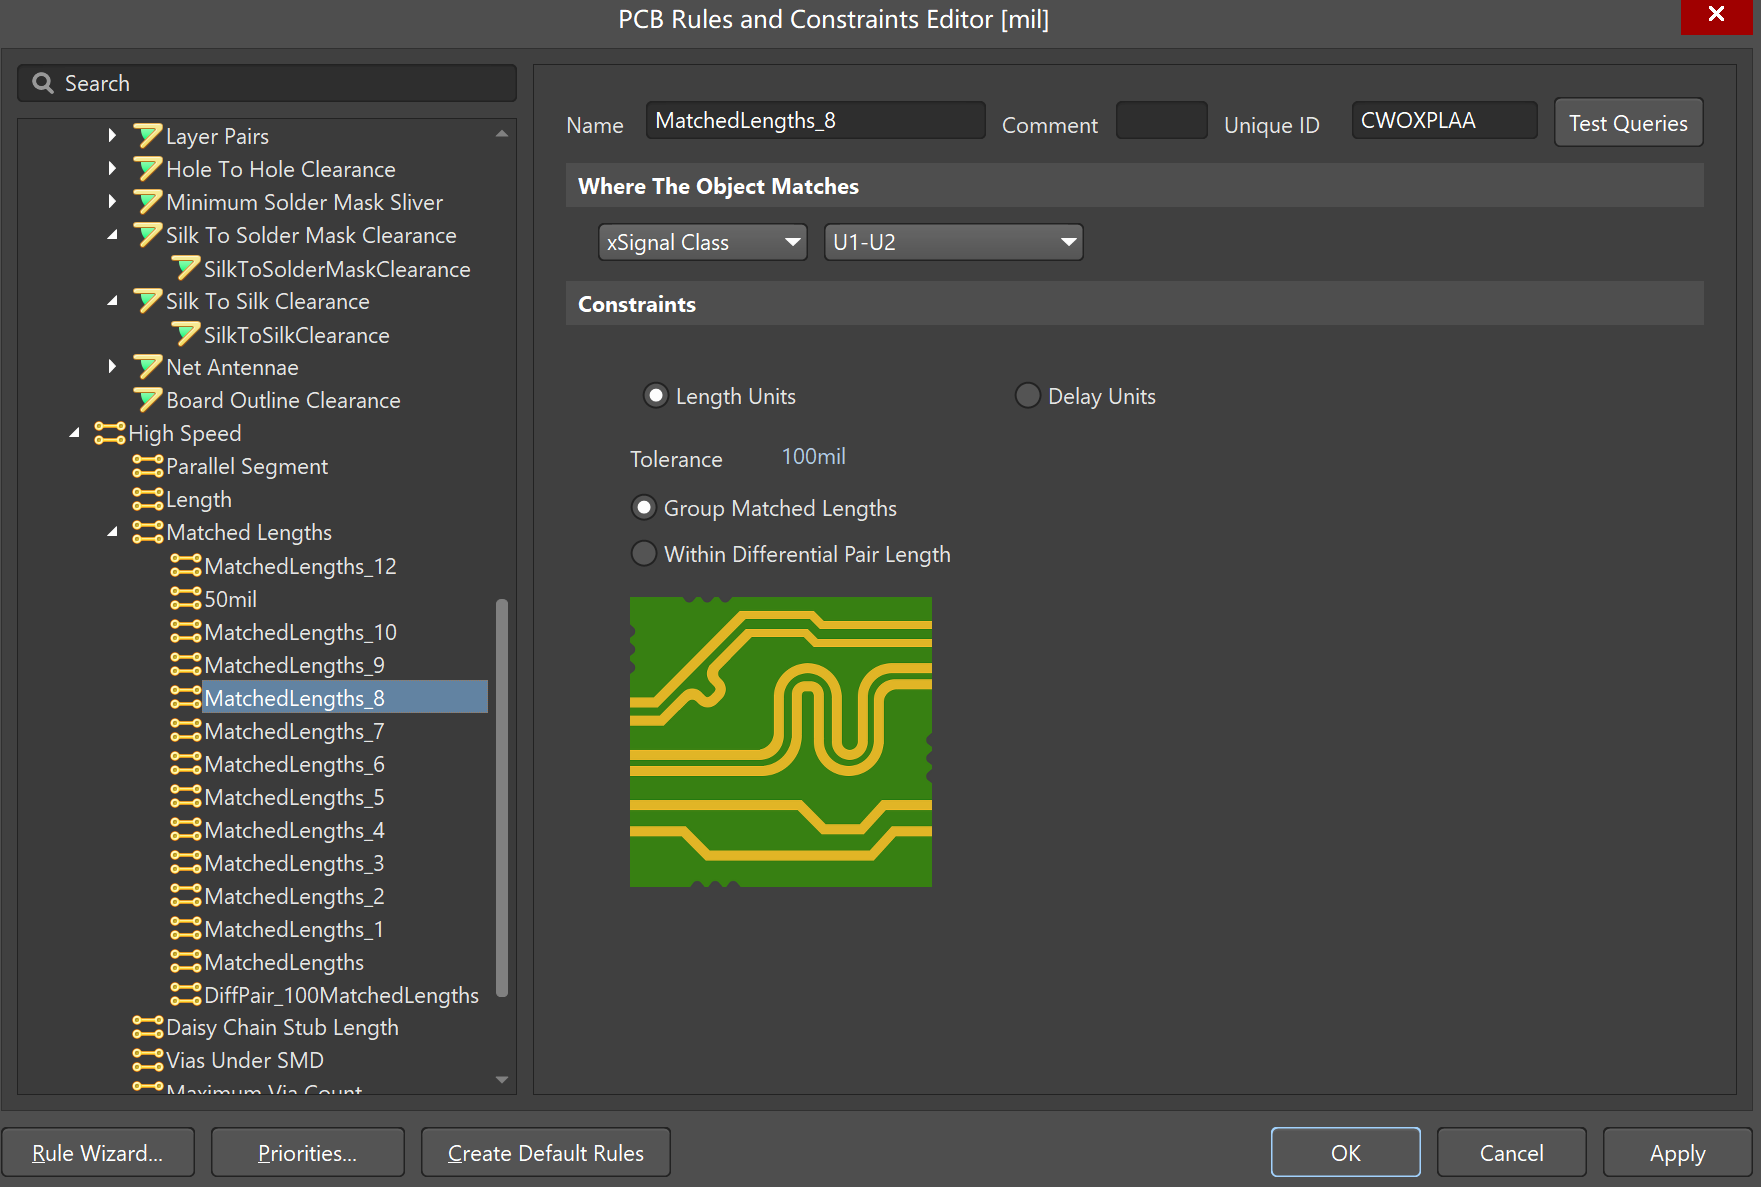 PCB Rules and Constraints Editor [mil]
Search
Layer Pairs
Hole To Hole Clearance
Minimum Solder Mask Sliver
Silk To Solder Mask Clearance
SilkToSolderMaskClearance
Silk To Silk Clearance
SilkToSilkClearance
Net Antennae
Board Outline Clearance
High Speed
Parallel Segment
Length
Matched Lengths
MatchedLengths_12
50mil
MatchedLengths_10
MatchedLengths_9
MatchedLengths_8
MatchedLengths_7
MatchedLengths_6
MatchedLengths_5
MatchedLengths_4
MatchedLengths_3
MatchedLengths_2
MatchedLengths_1
MatchedLengths
DiffPair_100MatchedLengths
Daisy Chain Stub Length
Vias Under SMD
Maximum Via Count
Name MatchedLengths_8 Comment Unique ID CWOXPLAA Test Queries
Where The Object Matches
xSignal Class U1-U2
Constraints
Length Units Delay Units
Tolerance 100mil
Group Matched Lengths
Within Differential Pair Length
Rule Wizard... Priorities... Create Default Rules OK Cancel Apply